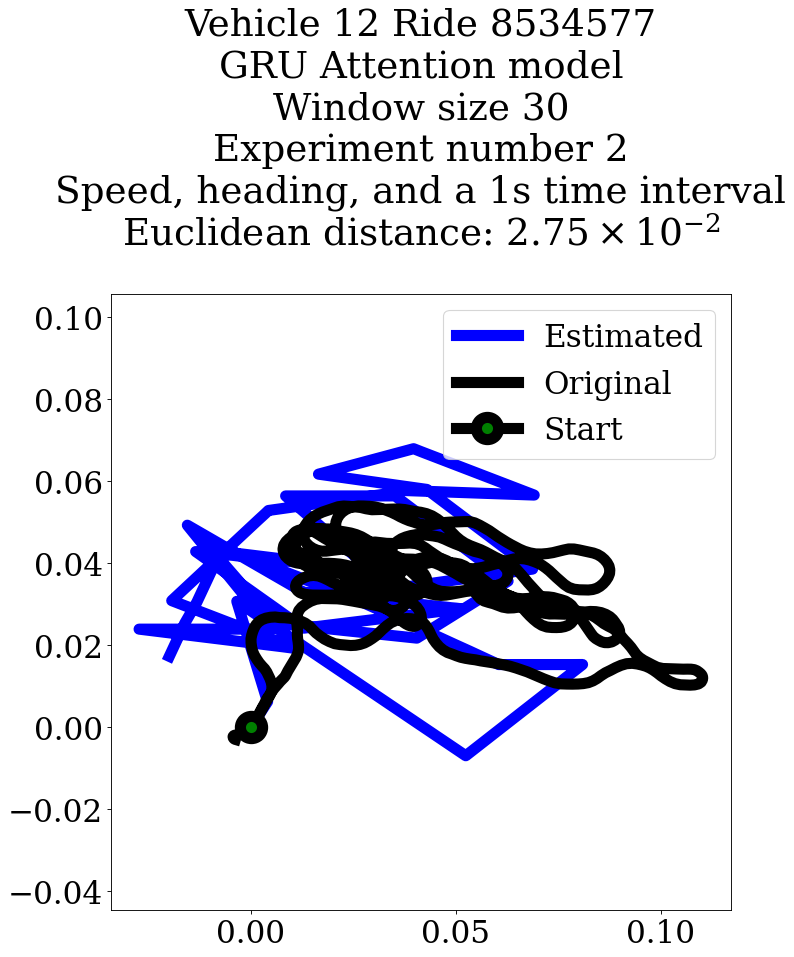 Vehicle 12 Ride 8534577
GRU Attention model
Window size 30
Experiment number 2
Speed, heading, and a 1s time interval
Euclidean distance: 2.75 × 10⁻²
Estimated
Original
Start
0.10
0.08
0.06
0.04
0.02
0.00
−0.02
−0.04
0.00 0.05 0.10